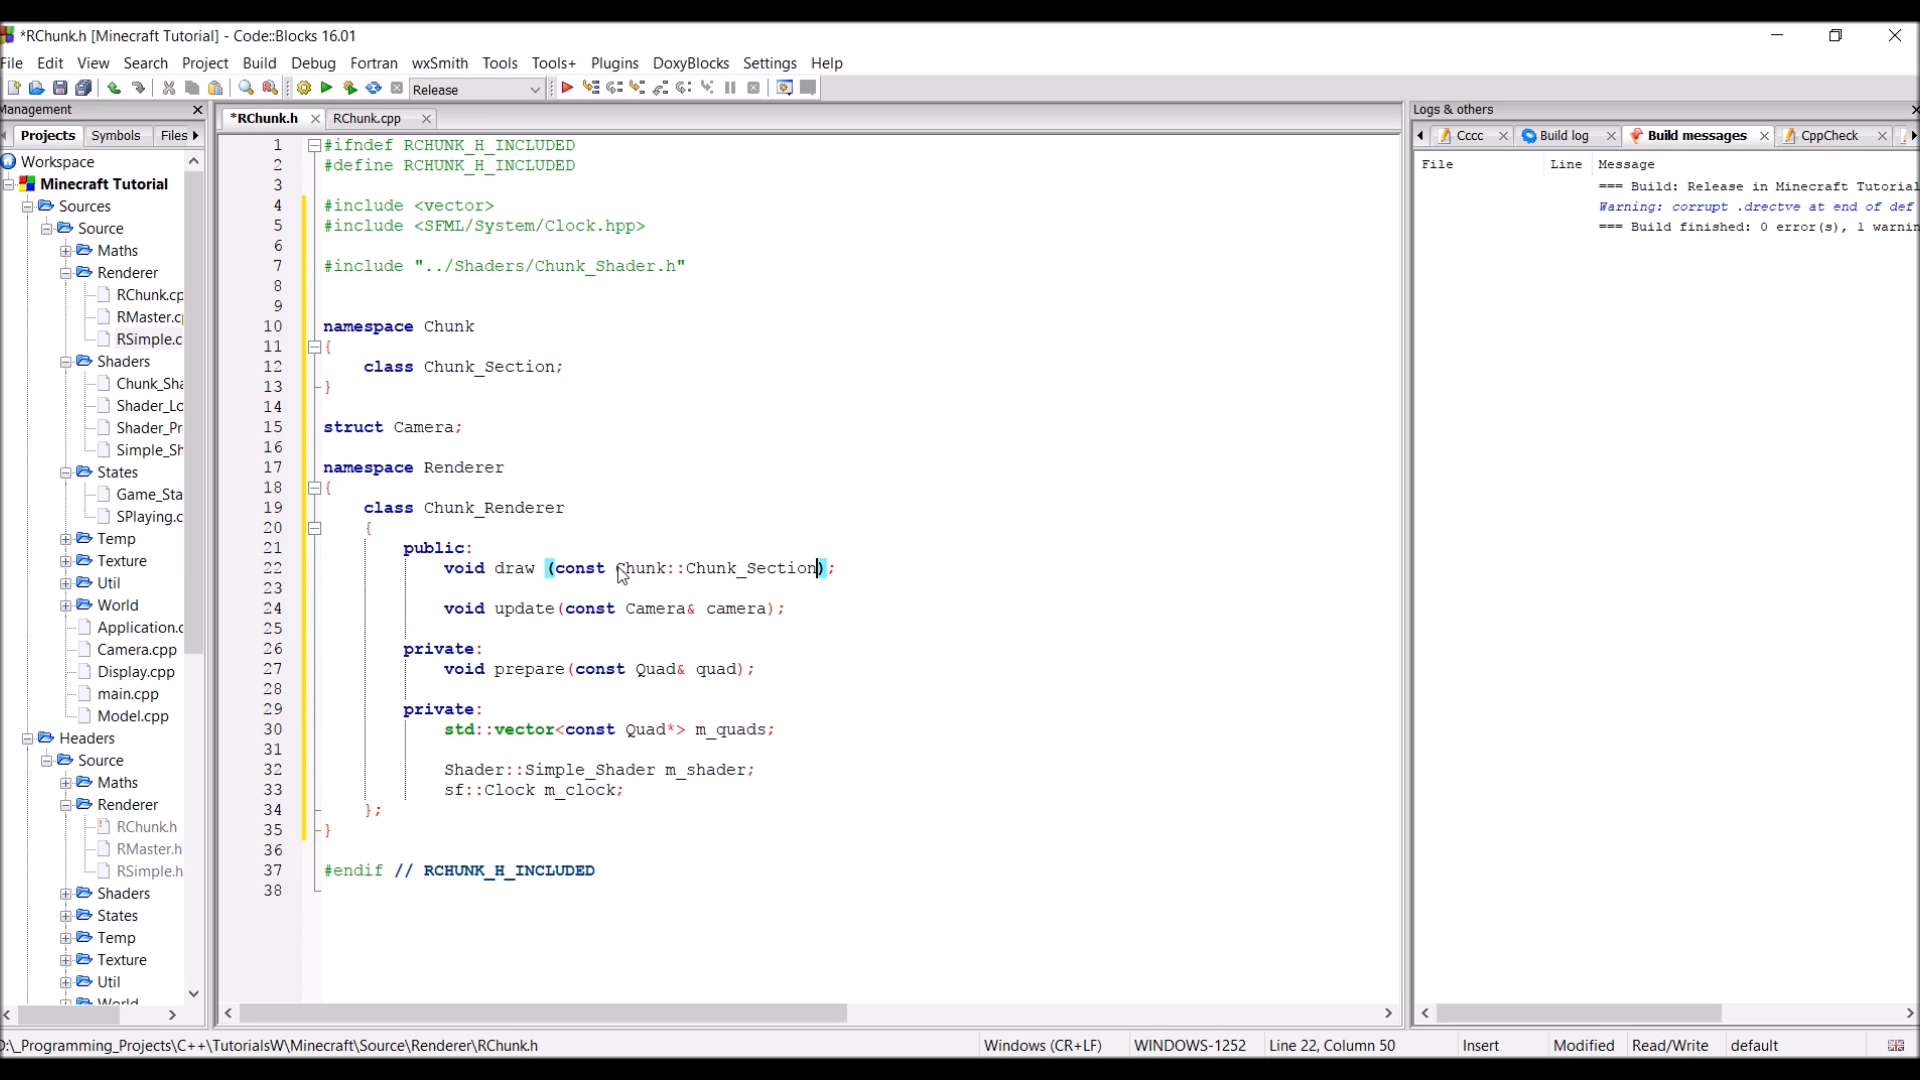 *RChunk.h [Minecraft Tutorial] - Code::Blocks 16.01
File Edit View Search Project Build Debug Fortran wxSmith Tools Tools+ Plugins DoxyBlocks Settings Help
Release
Management
Projects Symbols Files
Workspace
Minecraft Tutorial
Sources
Source
Maths
Renderer
RChunk.cp
RMaster.c
RSimple.c
Shaders
Chunk_Sha
Shader_Lo
Shader_Pr
Simple_Sh
States
Game_Sta
SPlaying.c
Temp
Texture
Util
World
Application.c
Camera.cpp
Display.cpp
main.cpp
Model.cpp
Headers
Source
Maths
Renderer
RChunk.h
RMaster.h
RSimple.h
Shaders
States
Temp
Texture
Util
World
*RChunk.h RChunk.cpp
1 #ifndef RCHUNK_H_INCLUDED
2 #define RCHUNK_H_INCLUDED
3
4 #include <vector>
5 #include <SFML/System/Clock.hpp>
6
7 #include "../Shaders/Chunk_Shader.h"
8
9
10 namespace Chunk
11 {
12 class Chunk_Section;
13 }
14
15 struct Camera;
16
17 namespace Renderer
18 {
19 class Chunk_Renderer
20 {
21 public:
22 void draw (const Chunk::Chunk_Section);
23
24 void update(const Camera& camera);
25
26 private:
27 void prepare(const Quad& quad);
28
29 private:
30 std::vector<const Quad*> m_quads;
31
32 Shader::Simple_Shader m_shader;
33 sf::Clock m_clock;
34 };
35 }
36
37 #endif // RCHUNK_H_INCLUDED
38
Logs & others
Cccc Build log Build messages CppCheck
File Line Message
=== Build: Release in Minecraft Tutorial
Warning: corrupt .drectve at end of def
=== Build finished: 0 error(s), 1 warnin
D:\_Programming_Projects\C++\TutorialsW\Minecraft\Source\Renderer\RChunk.h Windows (CR+LF) WINDOWS-1252 Line 22, Column 50 Insert Modified Read/Write default